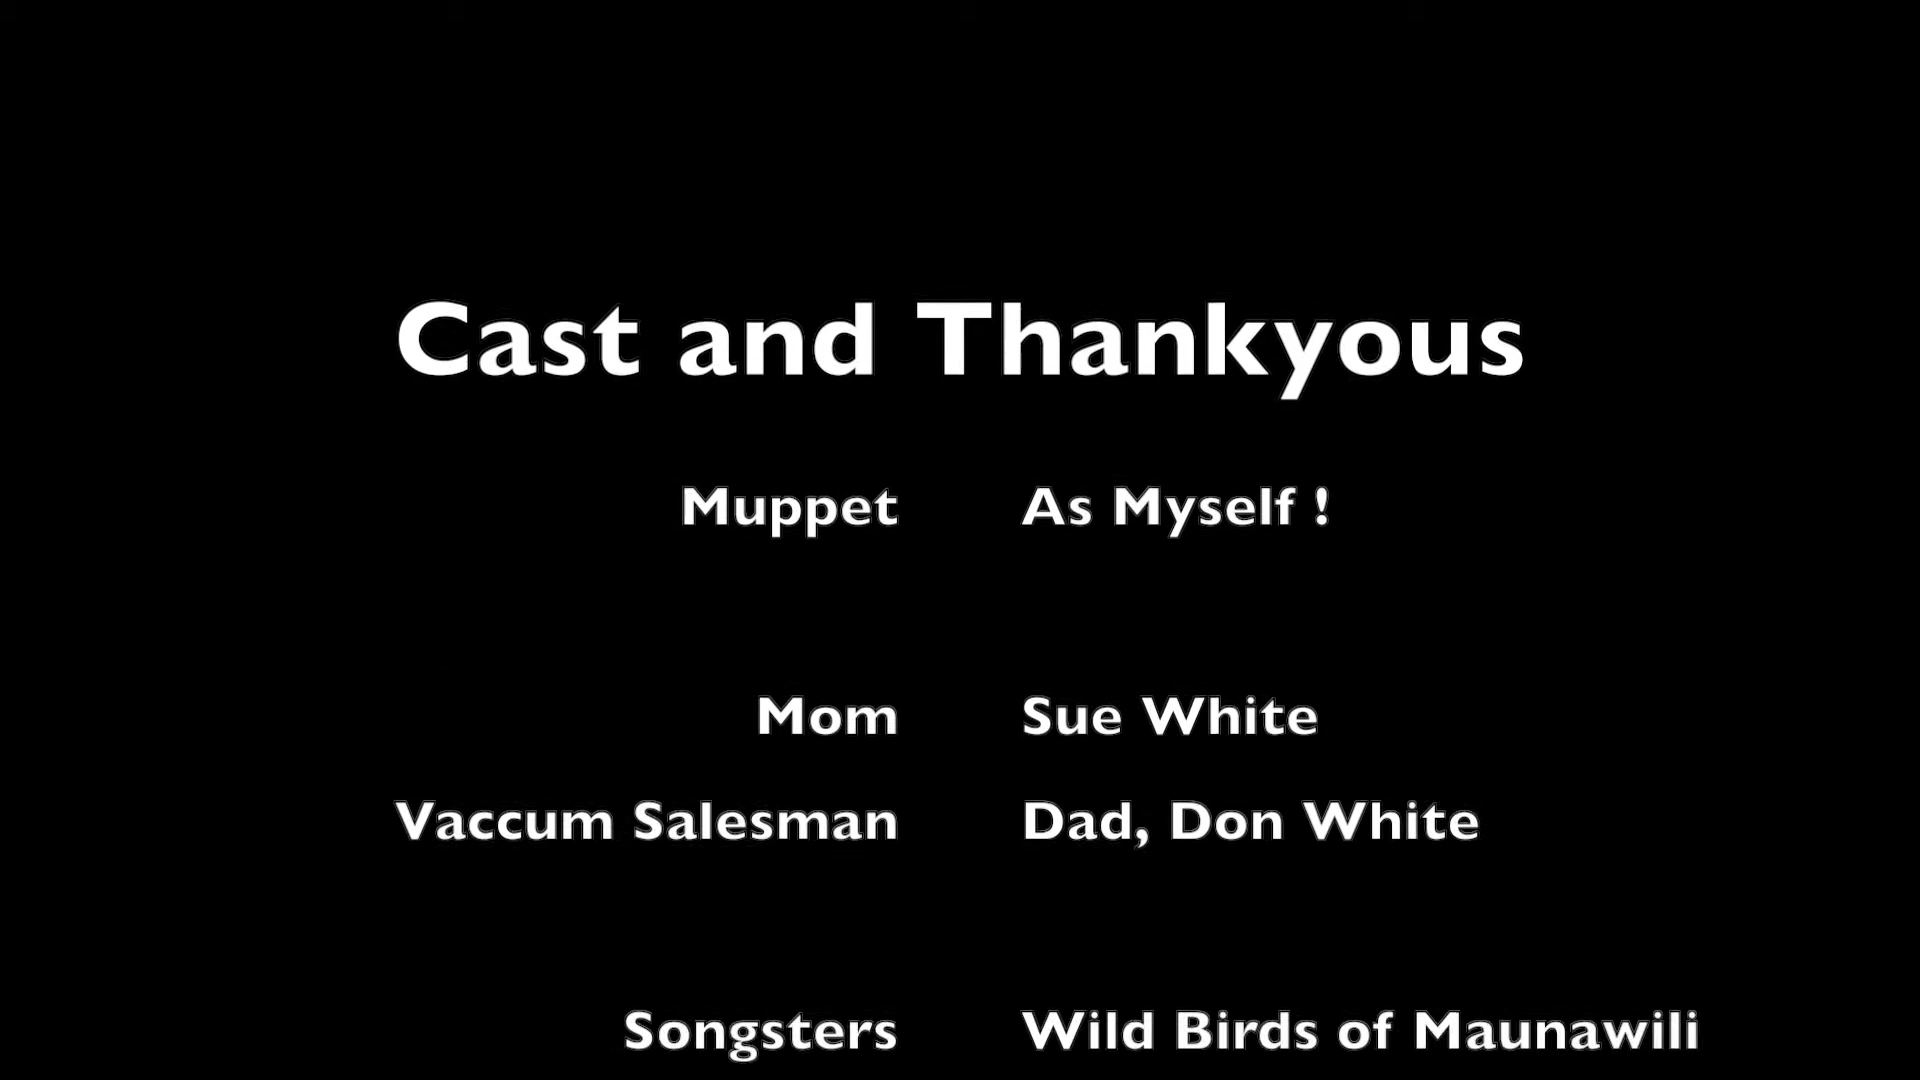 Cast and Thankyous
Muppet As Myself !
Mom Sue White
Vaccum Salesman Dad, Don White
Songsters Wild Birds of Maunawili